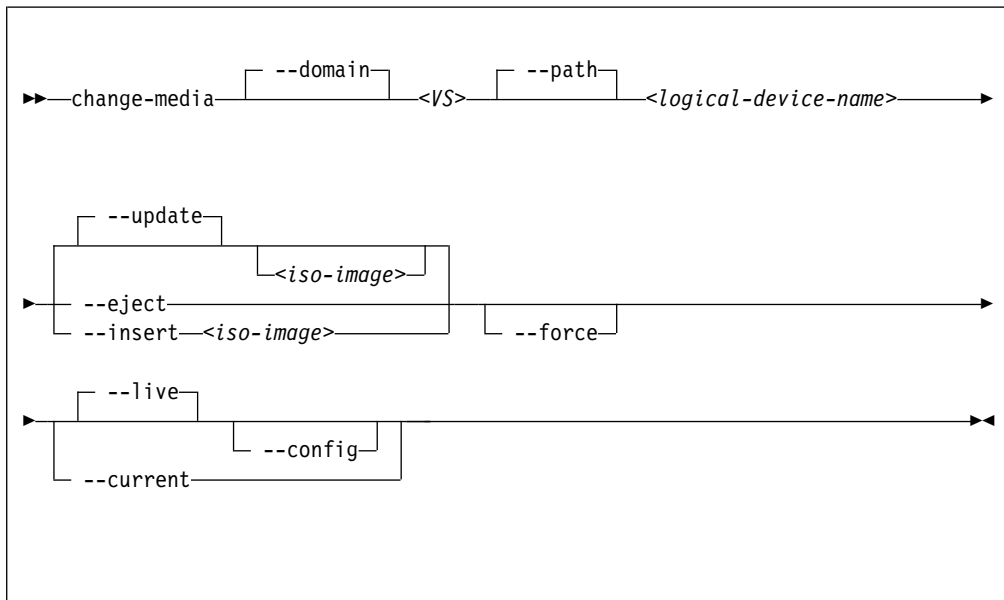 --domain --path
change-media <VS> <logical-device-name>
--update
<iso-image>
--eject
--insert <iso-image>
--force
--live
--config
--current